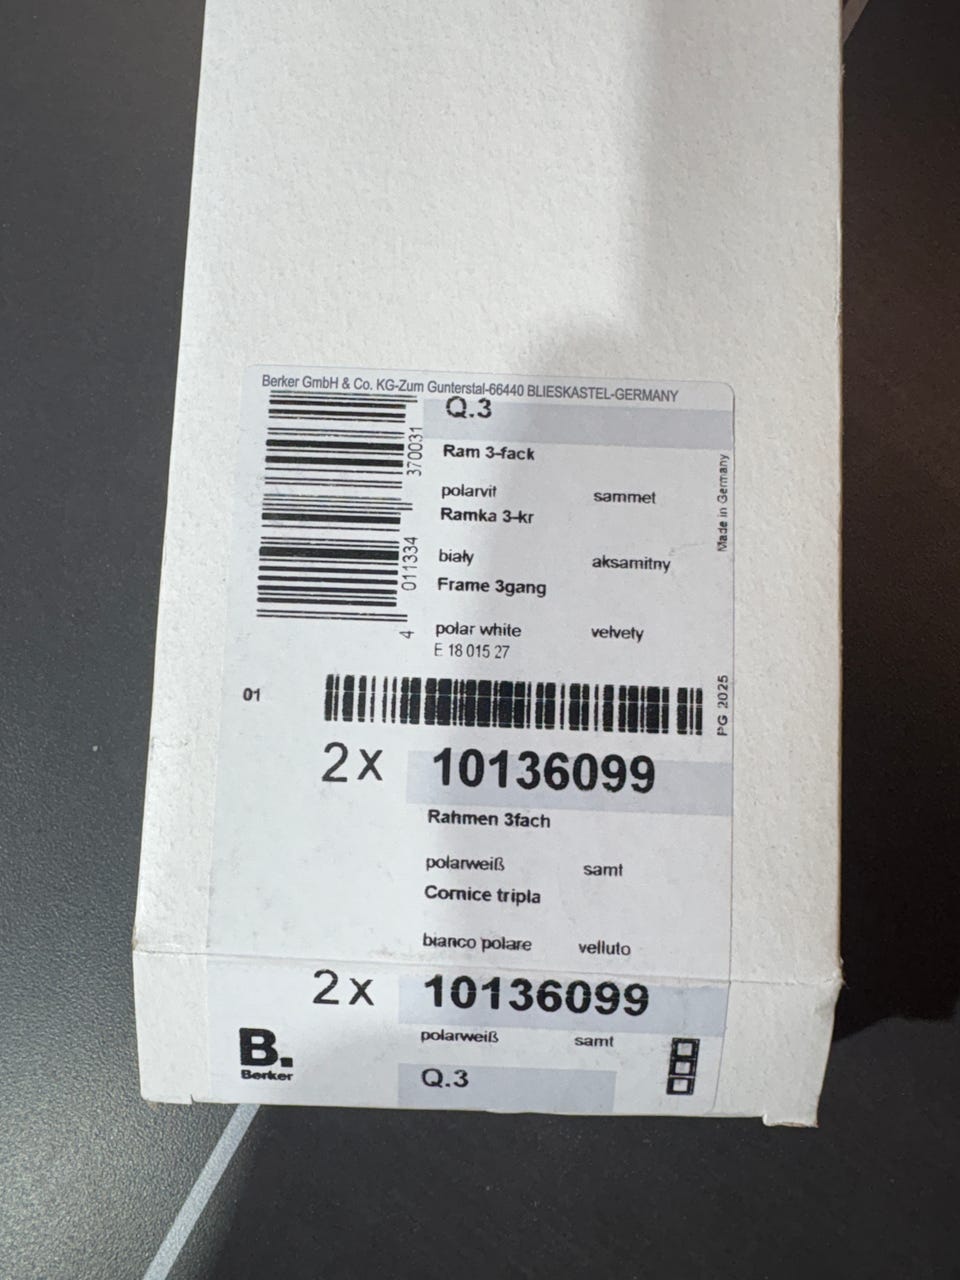 Berker GmbH & Co. KG-Zum Gunterstal-66440 BLIESKASTEL-GERMANY
Q.3
4 011334 370031
Ram 3-fack
polarvit sammet
Ramka 3-kr
biały aksamitny
Frame 3gang
polar white velvety
E 18 015 27
Made in Germany
01
PG 2025
2x 10136099
Rahmen 3fach
polarweiß samt
Cornice tripla
bianco polare velluto
2x 10136099
polarweiß samt
B.
Berker
Q.3